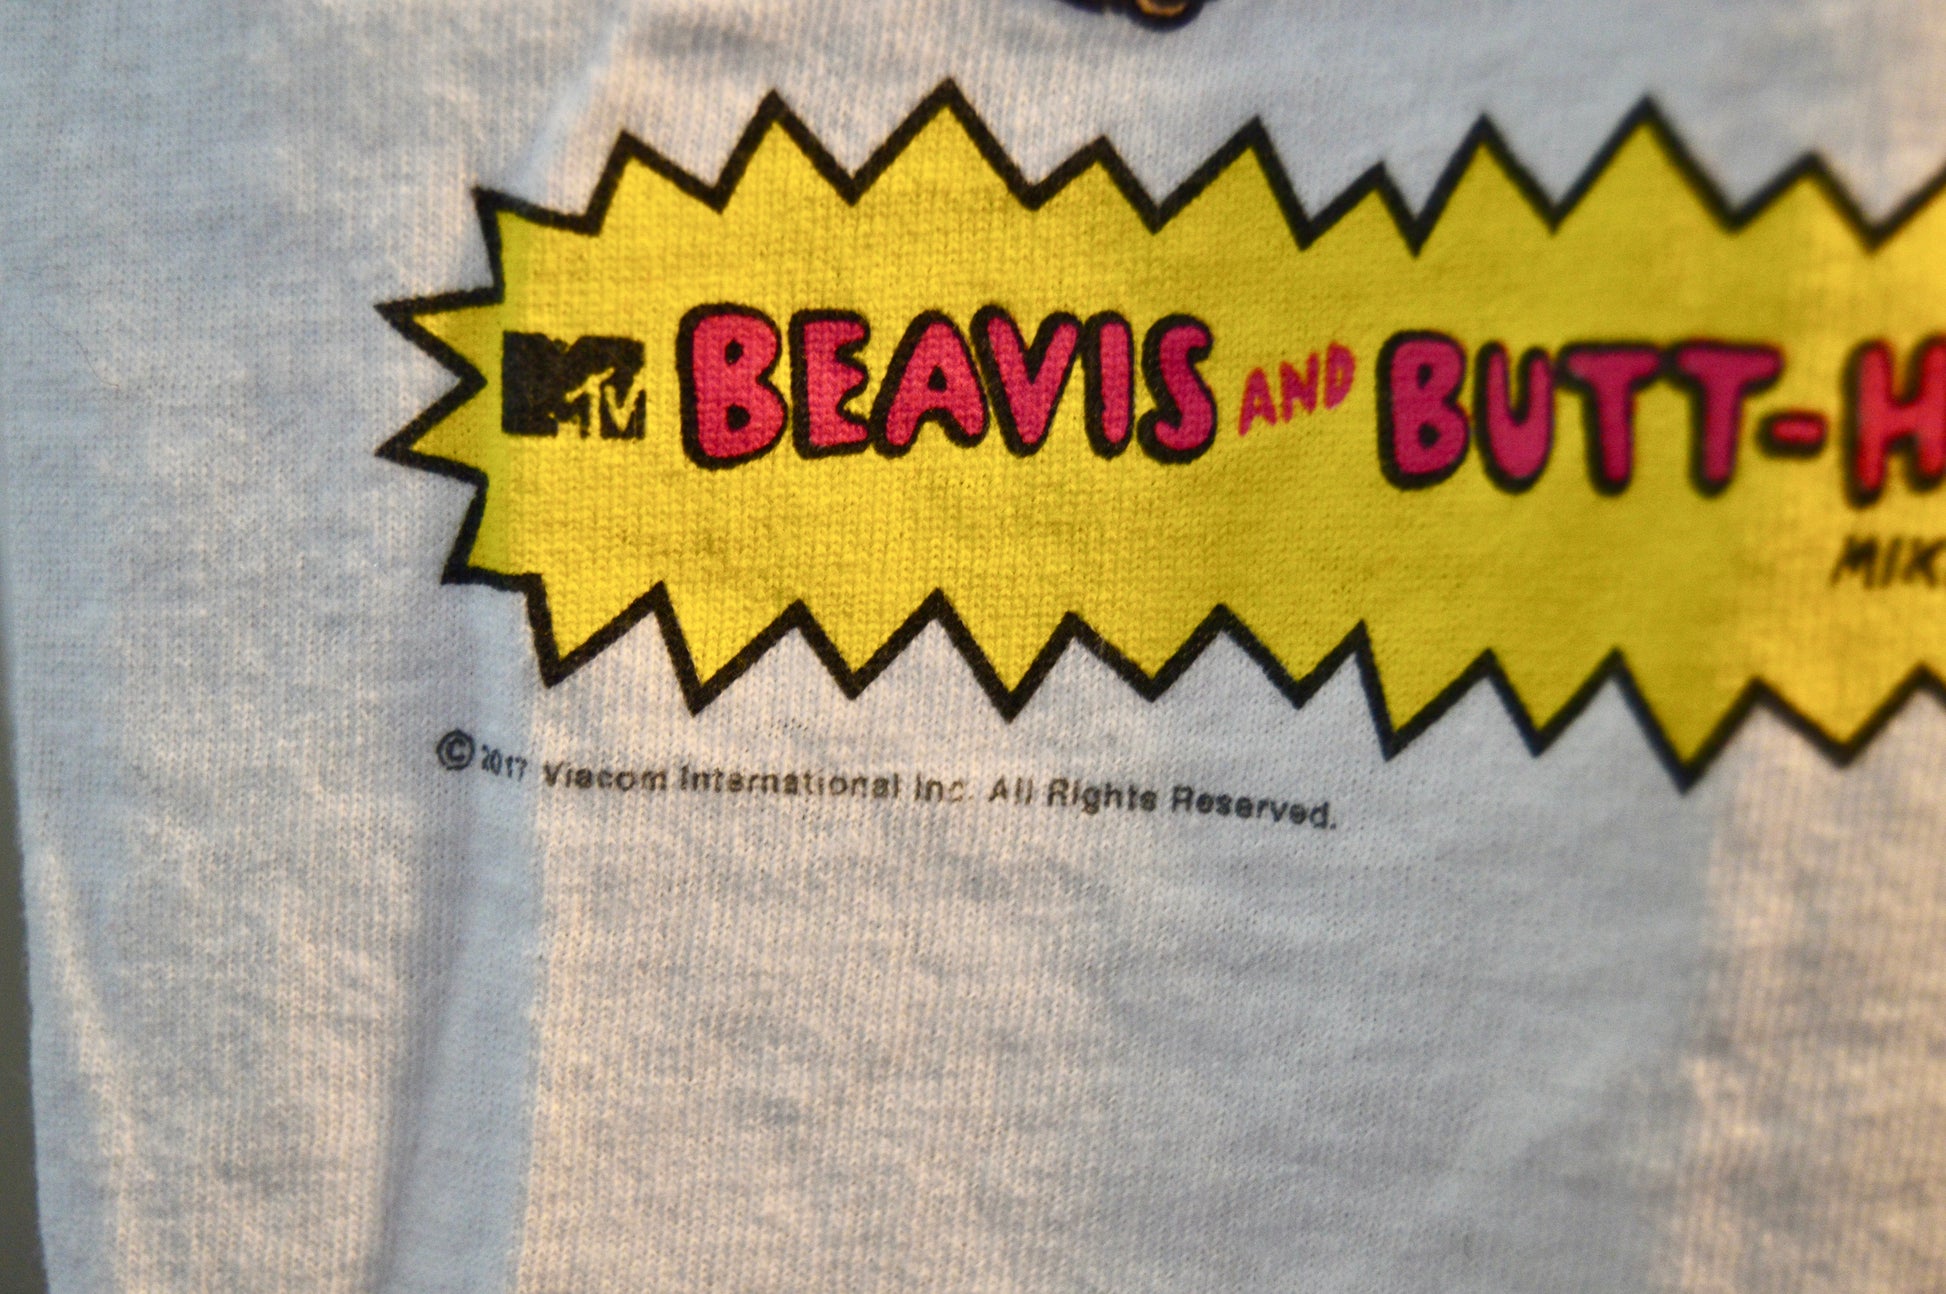 MTV BEAVIS AND BUTT-H
MIK
© 2017 Viacom International Inc. All Rights Reserved.